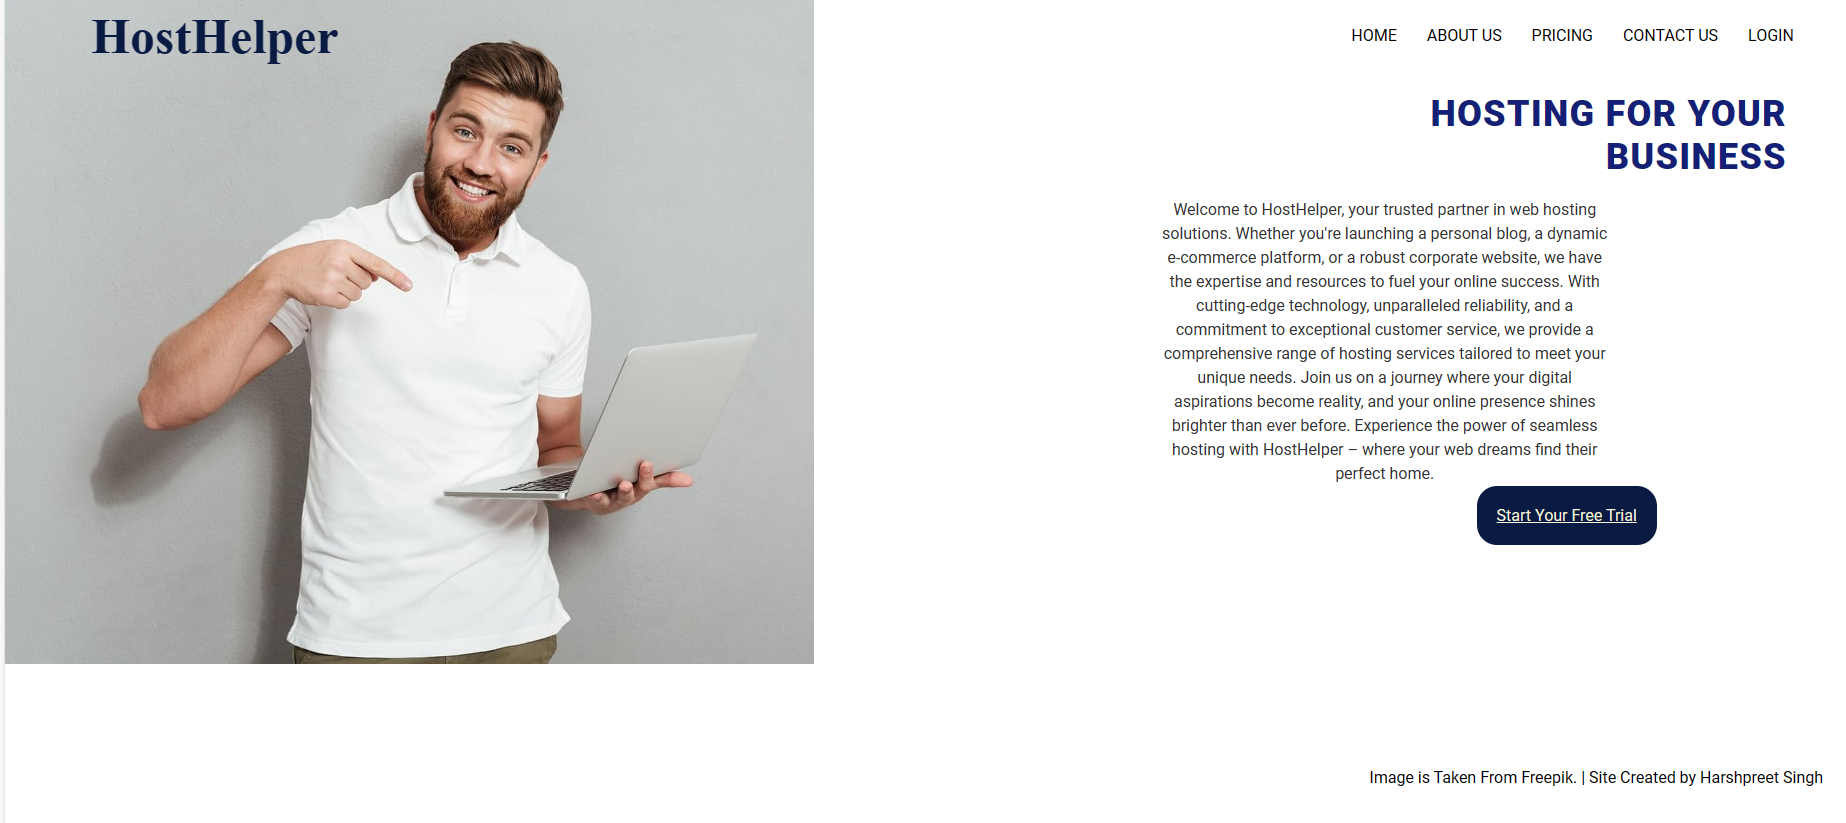 HostHelper
HOME ABOUT US PRICING CONTACT US LOGIN
HOSTING FOR YOUR
BUSINESS
Welcome to HostHelper, your trusted partner in web hosting
solutions. Whether you're launching a personal blog, a dynamic
e-commerce platform, or a robust corporate website, we have
the expertise and resources to fuel your online success. With
cutting-edge technology, unparalleled reliability, and a
commitment to exceptional customer service, we provide a
comprehensive range of hosting services tailored to meet your
unique needs. Join us on a journey where your digital
aspirations become reality, and your online presence shines
brighter than ever before. Experience the power of seamless
hosting with HostHelper – where your web dreams find their
perfect home.
Start Your Free Trial
Image is Taken From Freepik. | Site Created by Harshpreet Singh